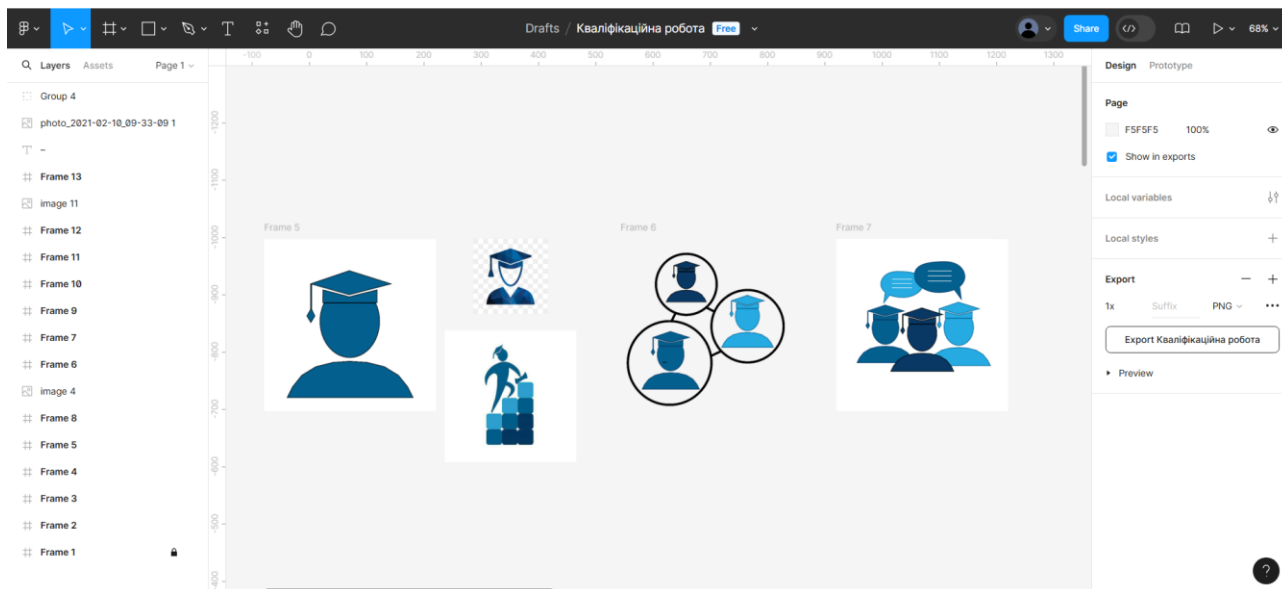 Drafts / Кваліфікаційна робота Free
Share
68%
Layers Assets Page 1
Group 4
photo_2021-02-10_09-33-09 1
–
Frame 13
image 11
Frame 12
Frame 11
Frame 10
Frame 9
Frame 7
Frame 6
image 4
Frame 8
Frame 5
Frame 4
Frame 3
Frame 2
Frame 1
-100 0 100 200 300 400 500 600 700 800 900 1000 1100 1200 1300
-1200
-1100
-1000
-900
-800
-700
-600
-500
-400
Frame 5
Frame 6
Frame 7
Design Prototype
Page
F5F5F5 100%
Show in exports
Local variables
Local styles
Export
1x Suffix PNG
Export Кваліфікаційна робота
Preview
?